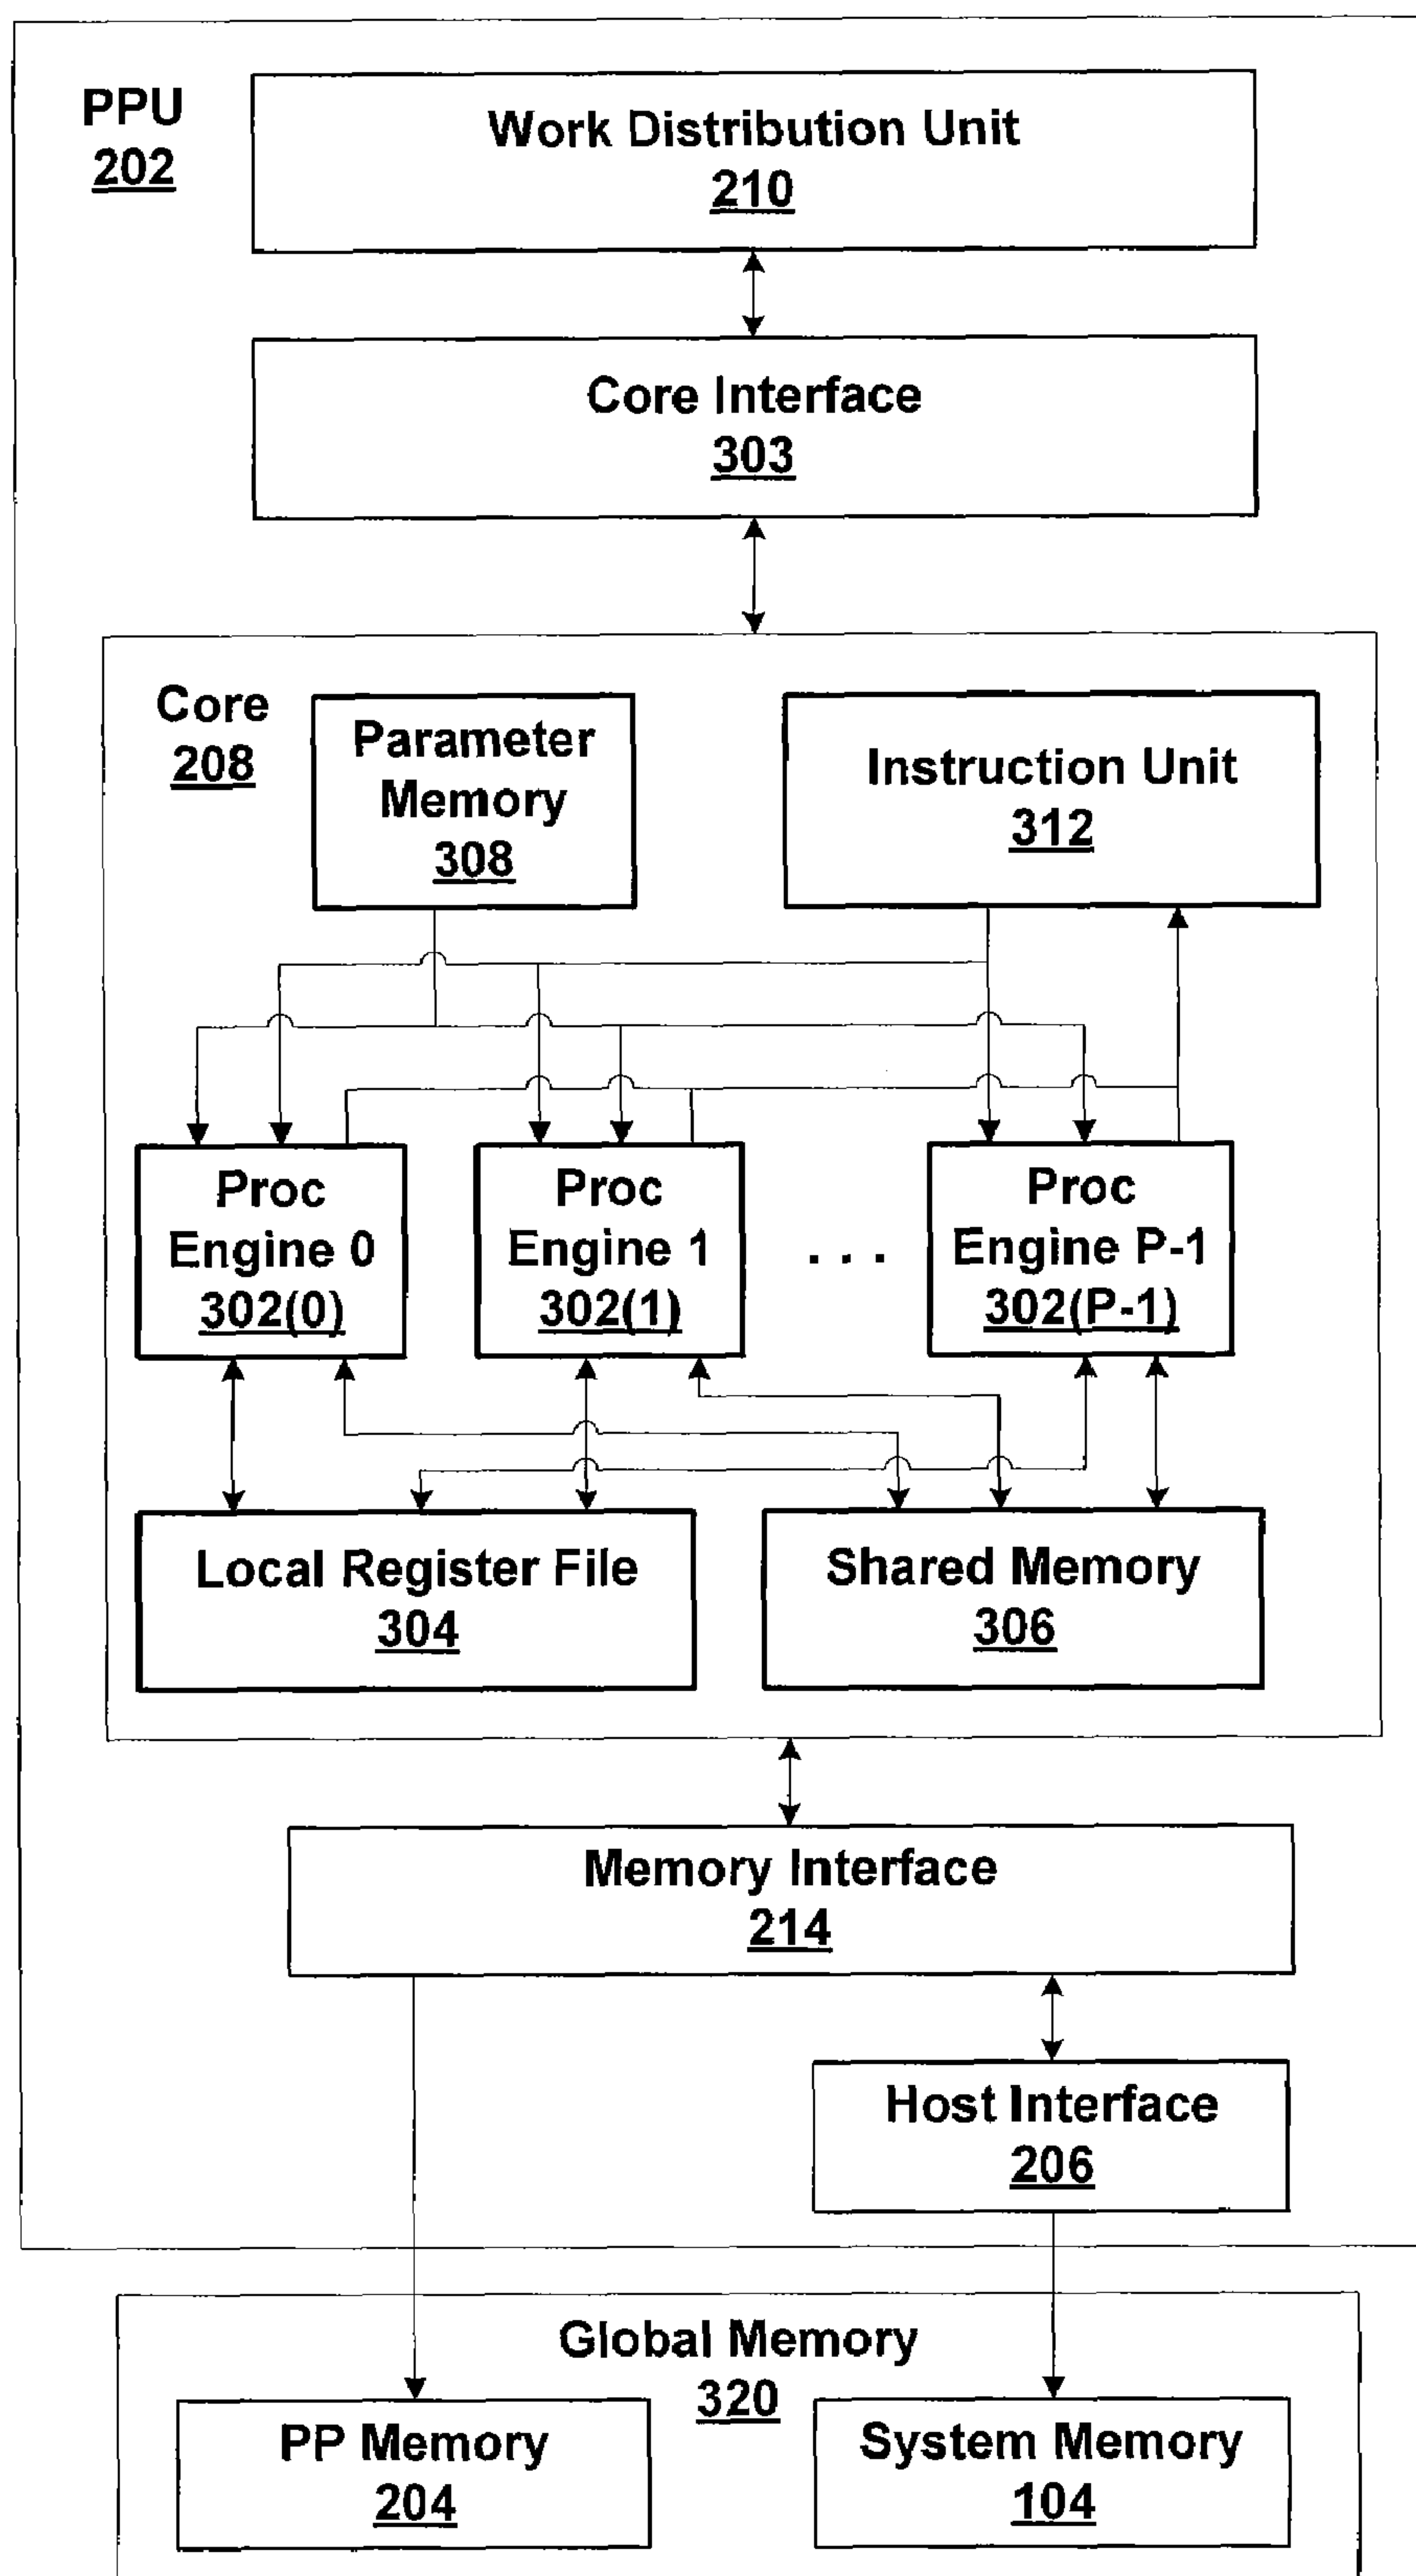 PPU
202
Work Distribution Unit
210
Core Interface
303
Core
208
Parameter
Memory
308
Instruction Unit
312
Proc
Engine 0
302(0)
Proc
Engine 1
302(1)
. . .
Proc
Engine P-1
302(P-1)
Local Register File
304
Shared Memory
306
Memory Interface
214
Host Interface
206
Global Memory
320
PP Memory
204
System Memory
104